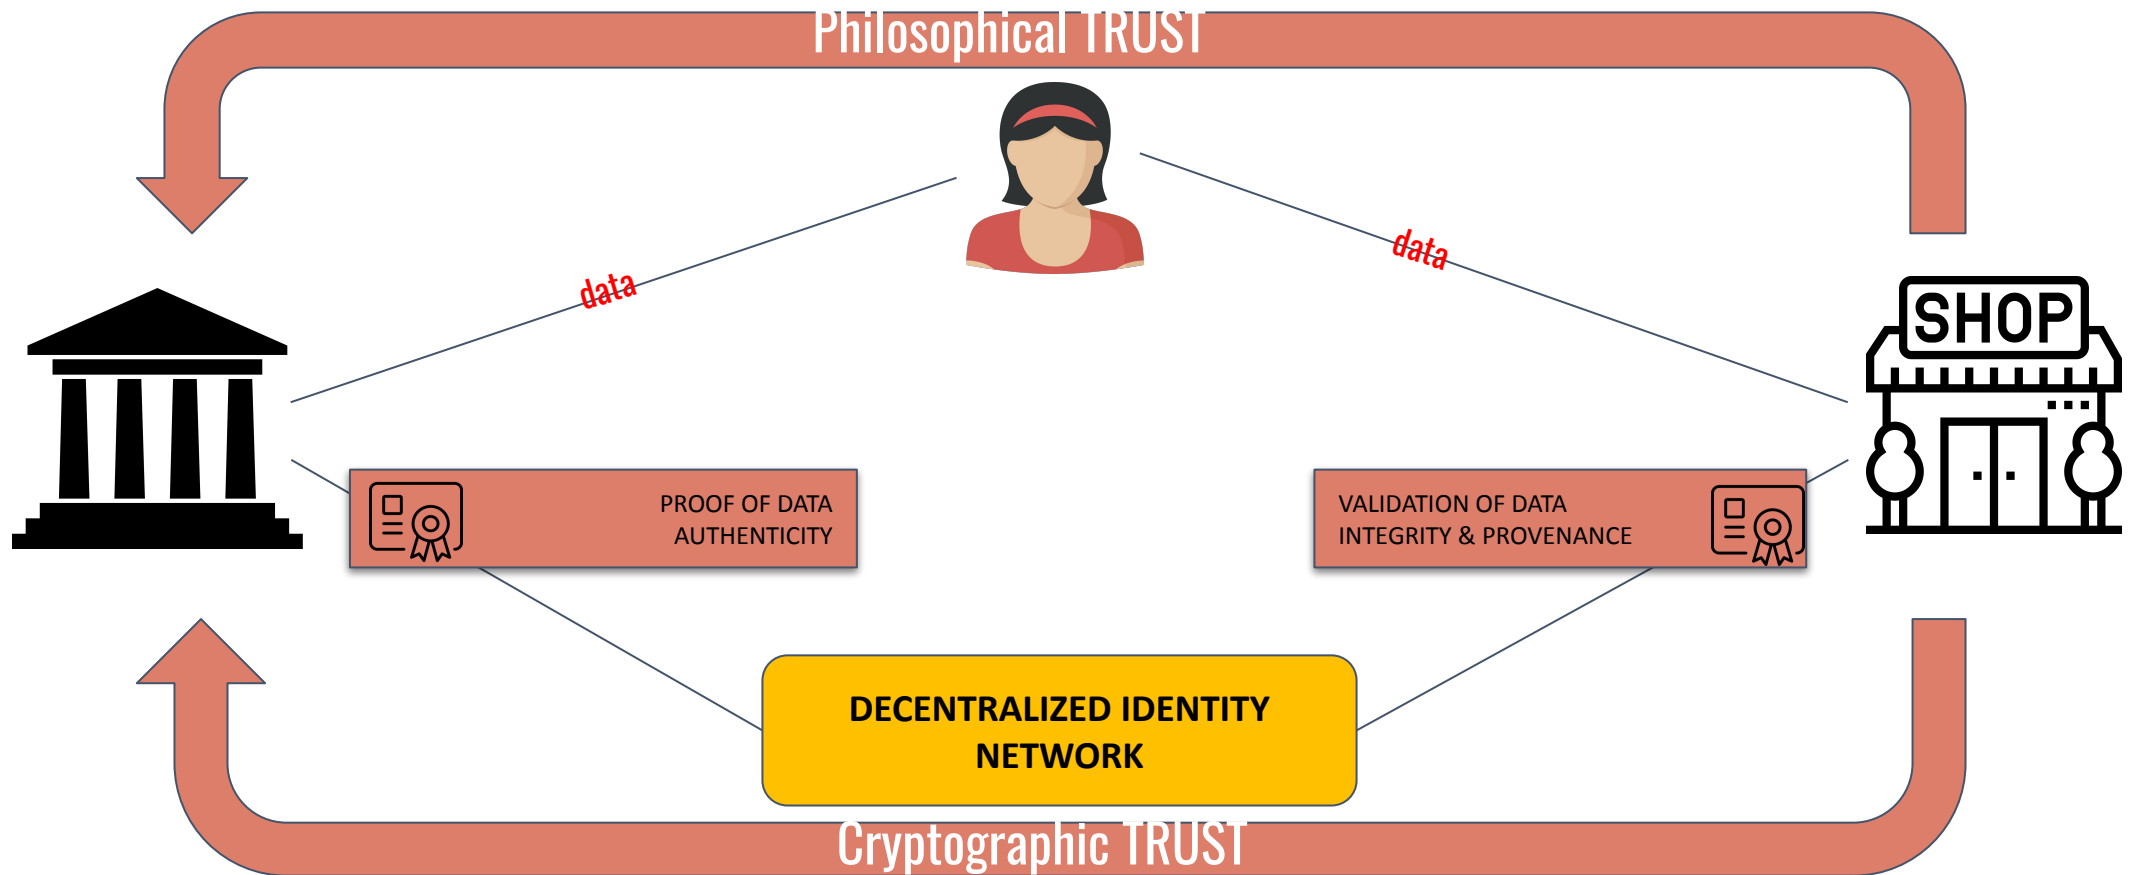 Philosophical TRUST
data
data
SHOP
PROOF OF DATA
AUTHENTICITY
VALIDATION OF DATA
INTEGRITY & PROVENANCE
DECENTRALIZED IDENTITY
NETWORK
Cryptographic TRUST